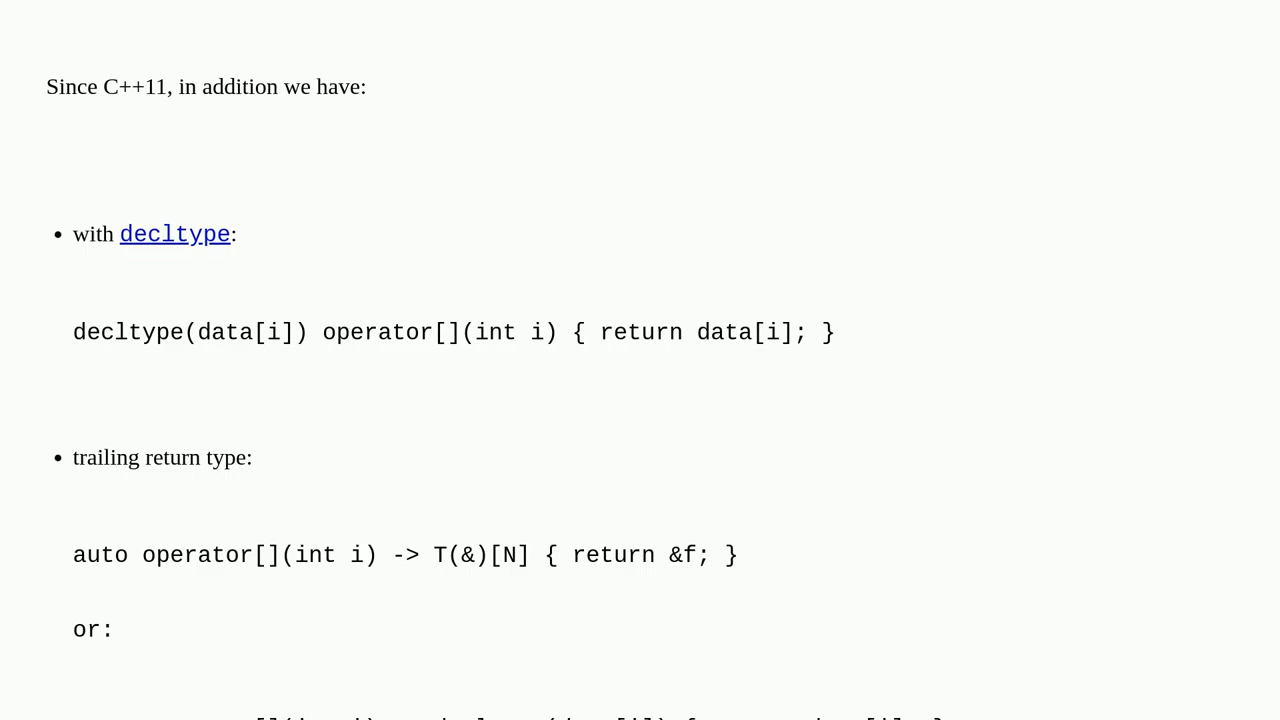 Since C++11, in addition we have:
• with decltype:
decltype(data[i]) operator[](int i) { return data[i]; }
• trailing return type:
auto operator[](int i) -> T(&)[N] { return &f; }
or: